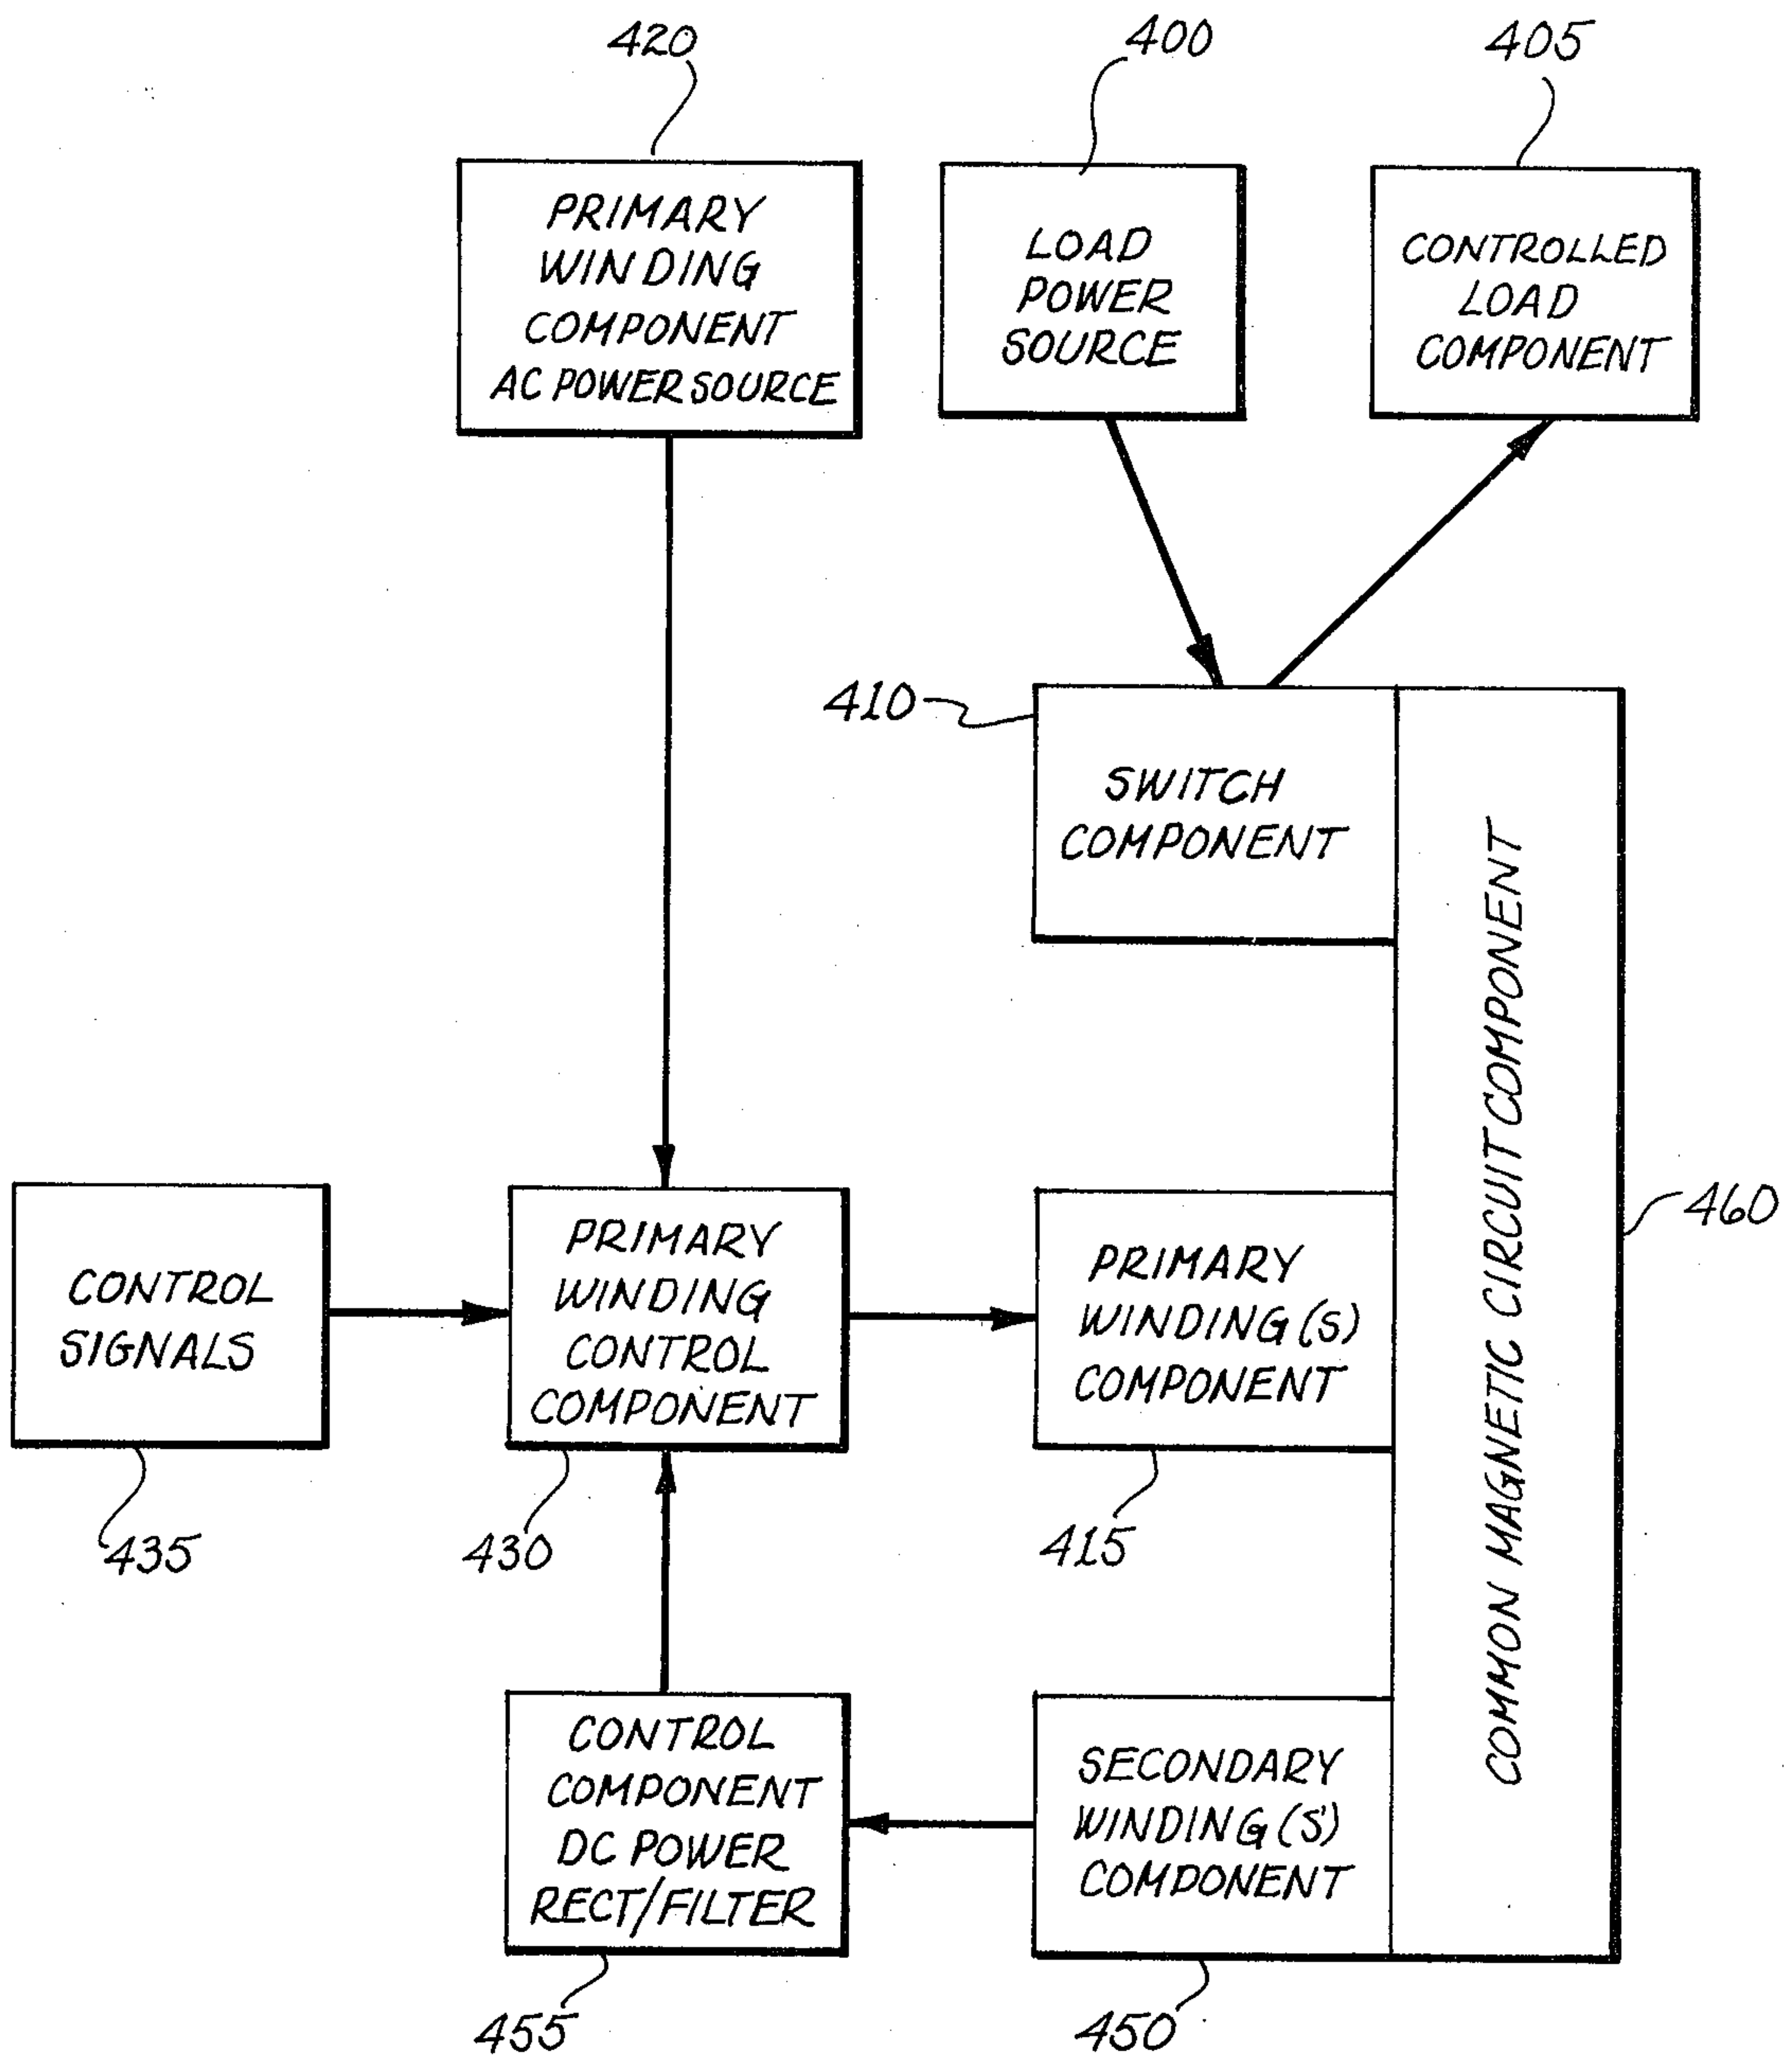 420
400
405
PRIMARY
WINDING
COMPONENT
AC POWER SOURCE
LOAD
POWER
SOURCE
CONTROLLED
LOAD
COMPONENT
410
SWITCH
COMPONENT
COMMON MAGNETIC CIRCUIT COMPONENT
460
CONTROL
SIGNALS
PRIMARY
WINDING
CONTROL
COMPONENT
PRIMARY
WINDING(S)
COMPONENT
435
430
415
CONTROL
COMPONENT
DC POWER
RECT/FILTER
SECONDARY
WINDING(S)
COMPONENT
455
450